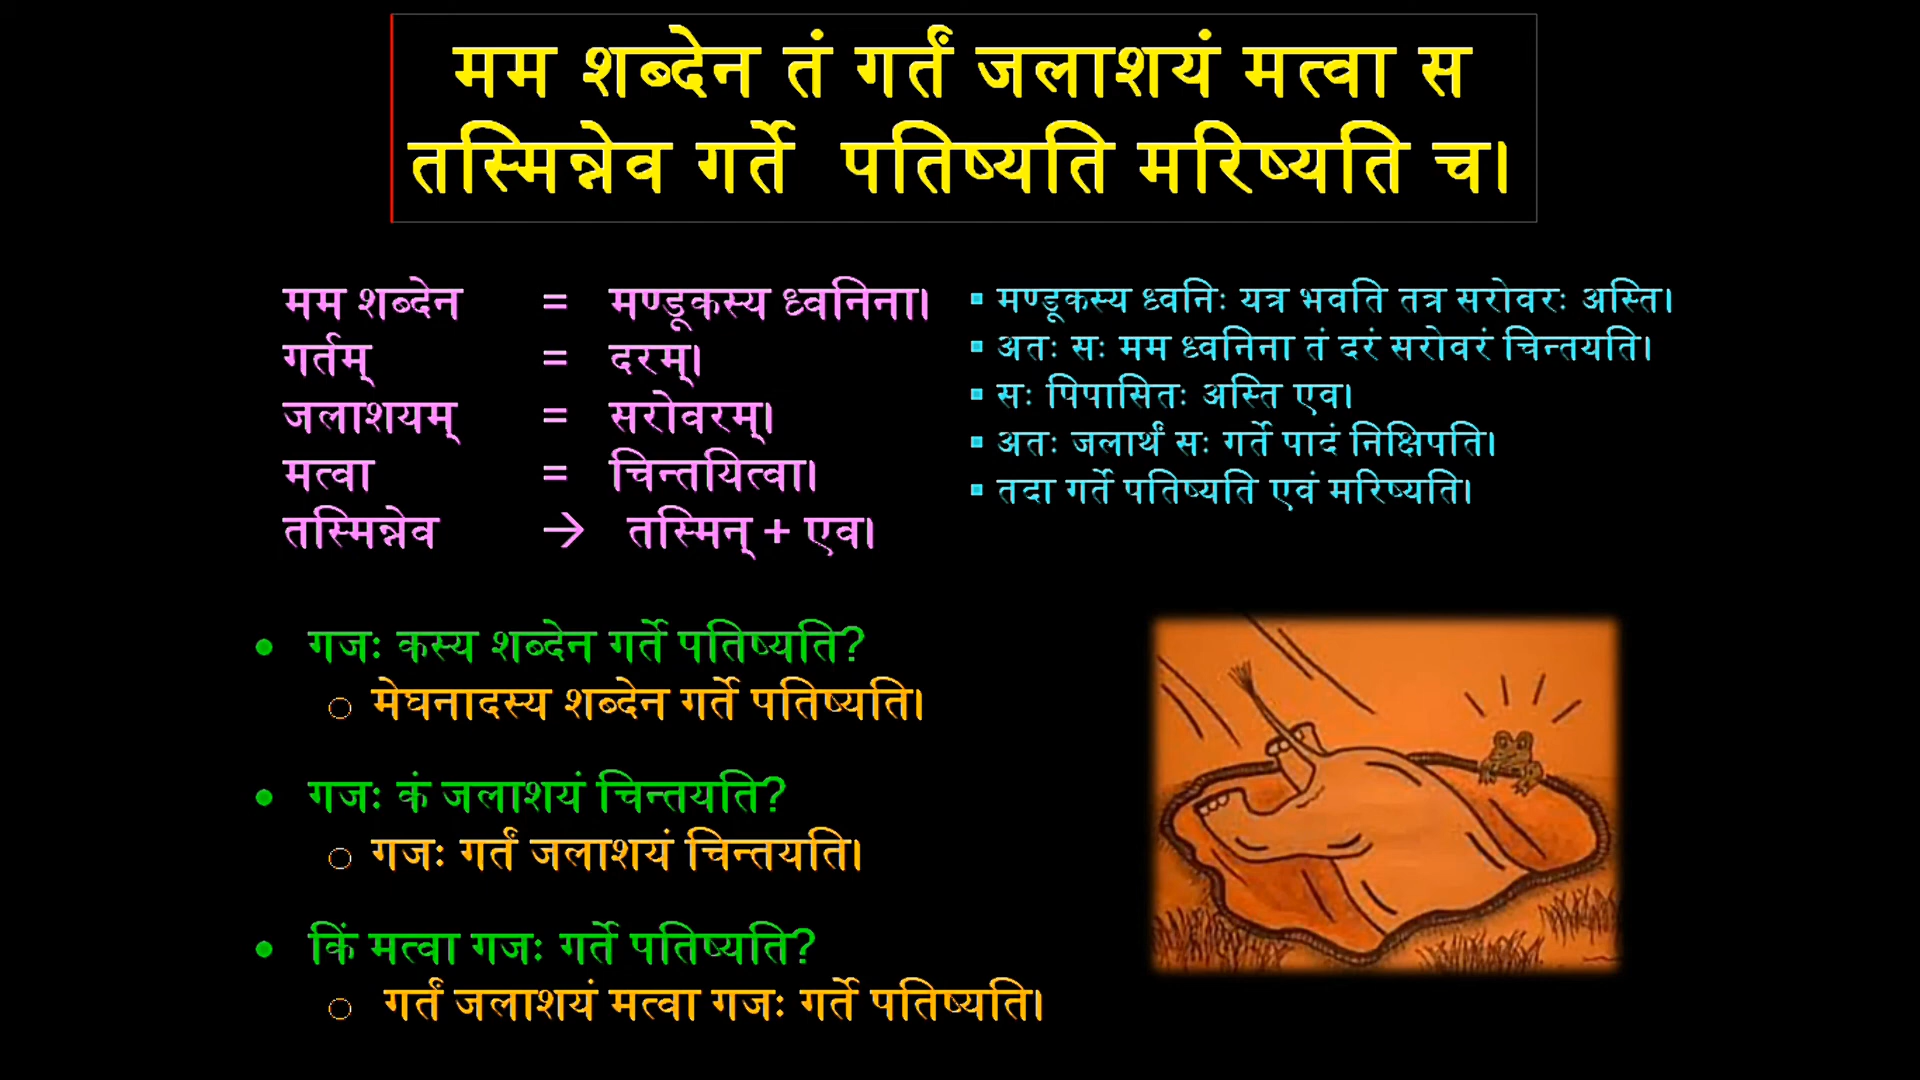 मम शब्देन तं गर्तं जलाशयं मत्वा स
तस्मिन्नेव गर्ते पतिष्यति मरिष्यति च।
मम शब्देन = मण्डूकस्य ध्वनिना।
गर्तम् = दरम्।
जलाशयम् = सरोवरम्।
मत्वा = चिन्तयित्वा।
तस्मिन्नेव → तस्मिन् + एव।
▪ मण्डूकस्य ध्वनिः यत्र भवति तत्र सरोवरः अस्ति।
▪ अतः सः मम ध्वनिना तं दरं सरोवरं चिन्तयति।
▪ सः पिपासितः अस्ति एव।
▪ अतः जलार्थं सः गर्ते पादं निक्षिपति।
▪ तदा गर्ते पतिष्यति एवं मरिष्यति।
• गजः कस्य शब्देन गर्ते पतिष्यति?
○ मेघनादस्य शब्देन गर्ते पतिष्यति।
• गजः कं जलाशयं चिन्तयति?
○ गजः गर्तं जलाशयं चिन्तयति।
• किं मत्वा गजः गर्ते पतिष्यति?
○ गर्तं जलाशयं मत्वा गजः गर्ते पतिष्यति।